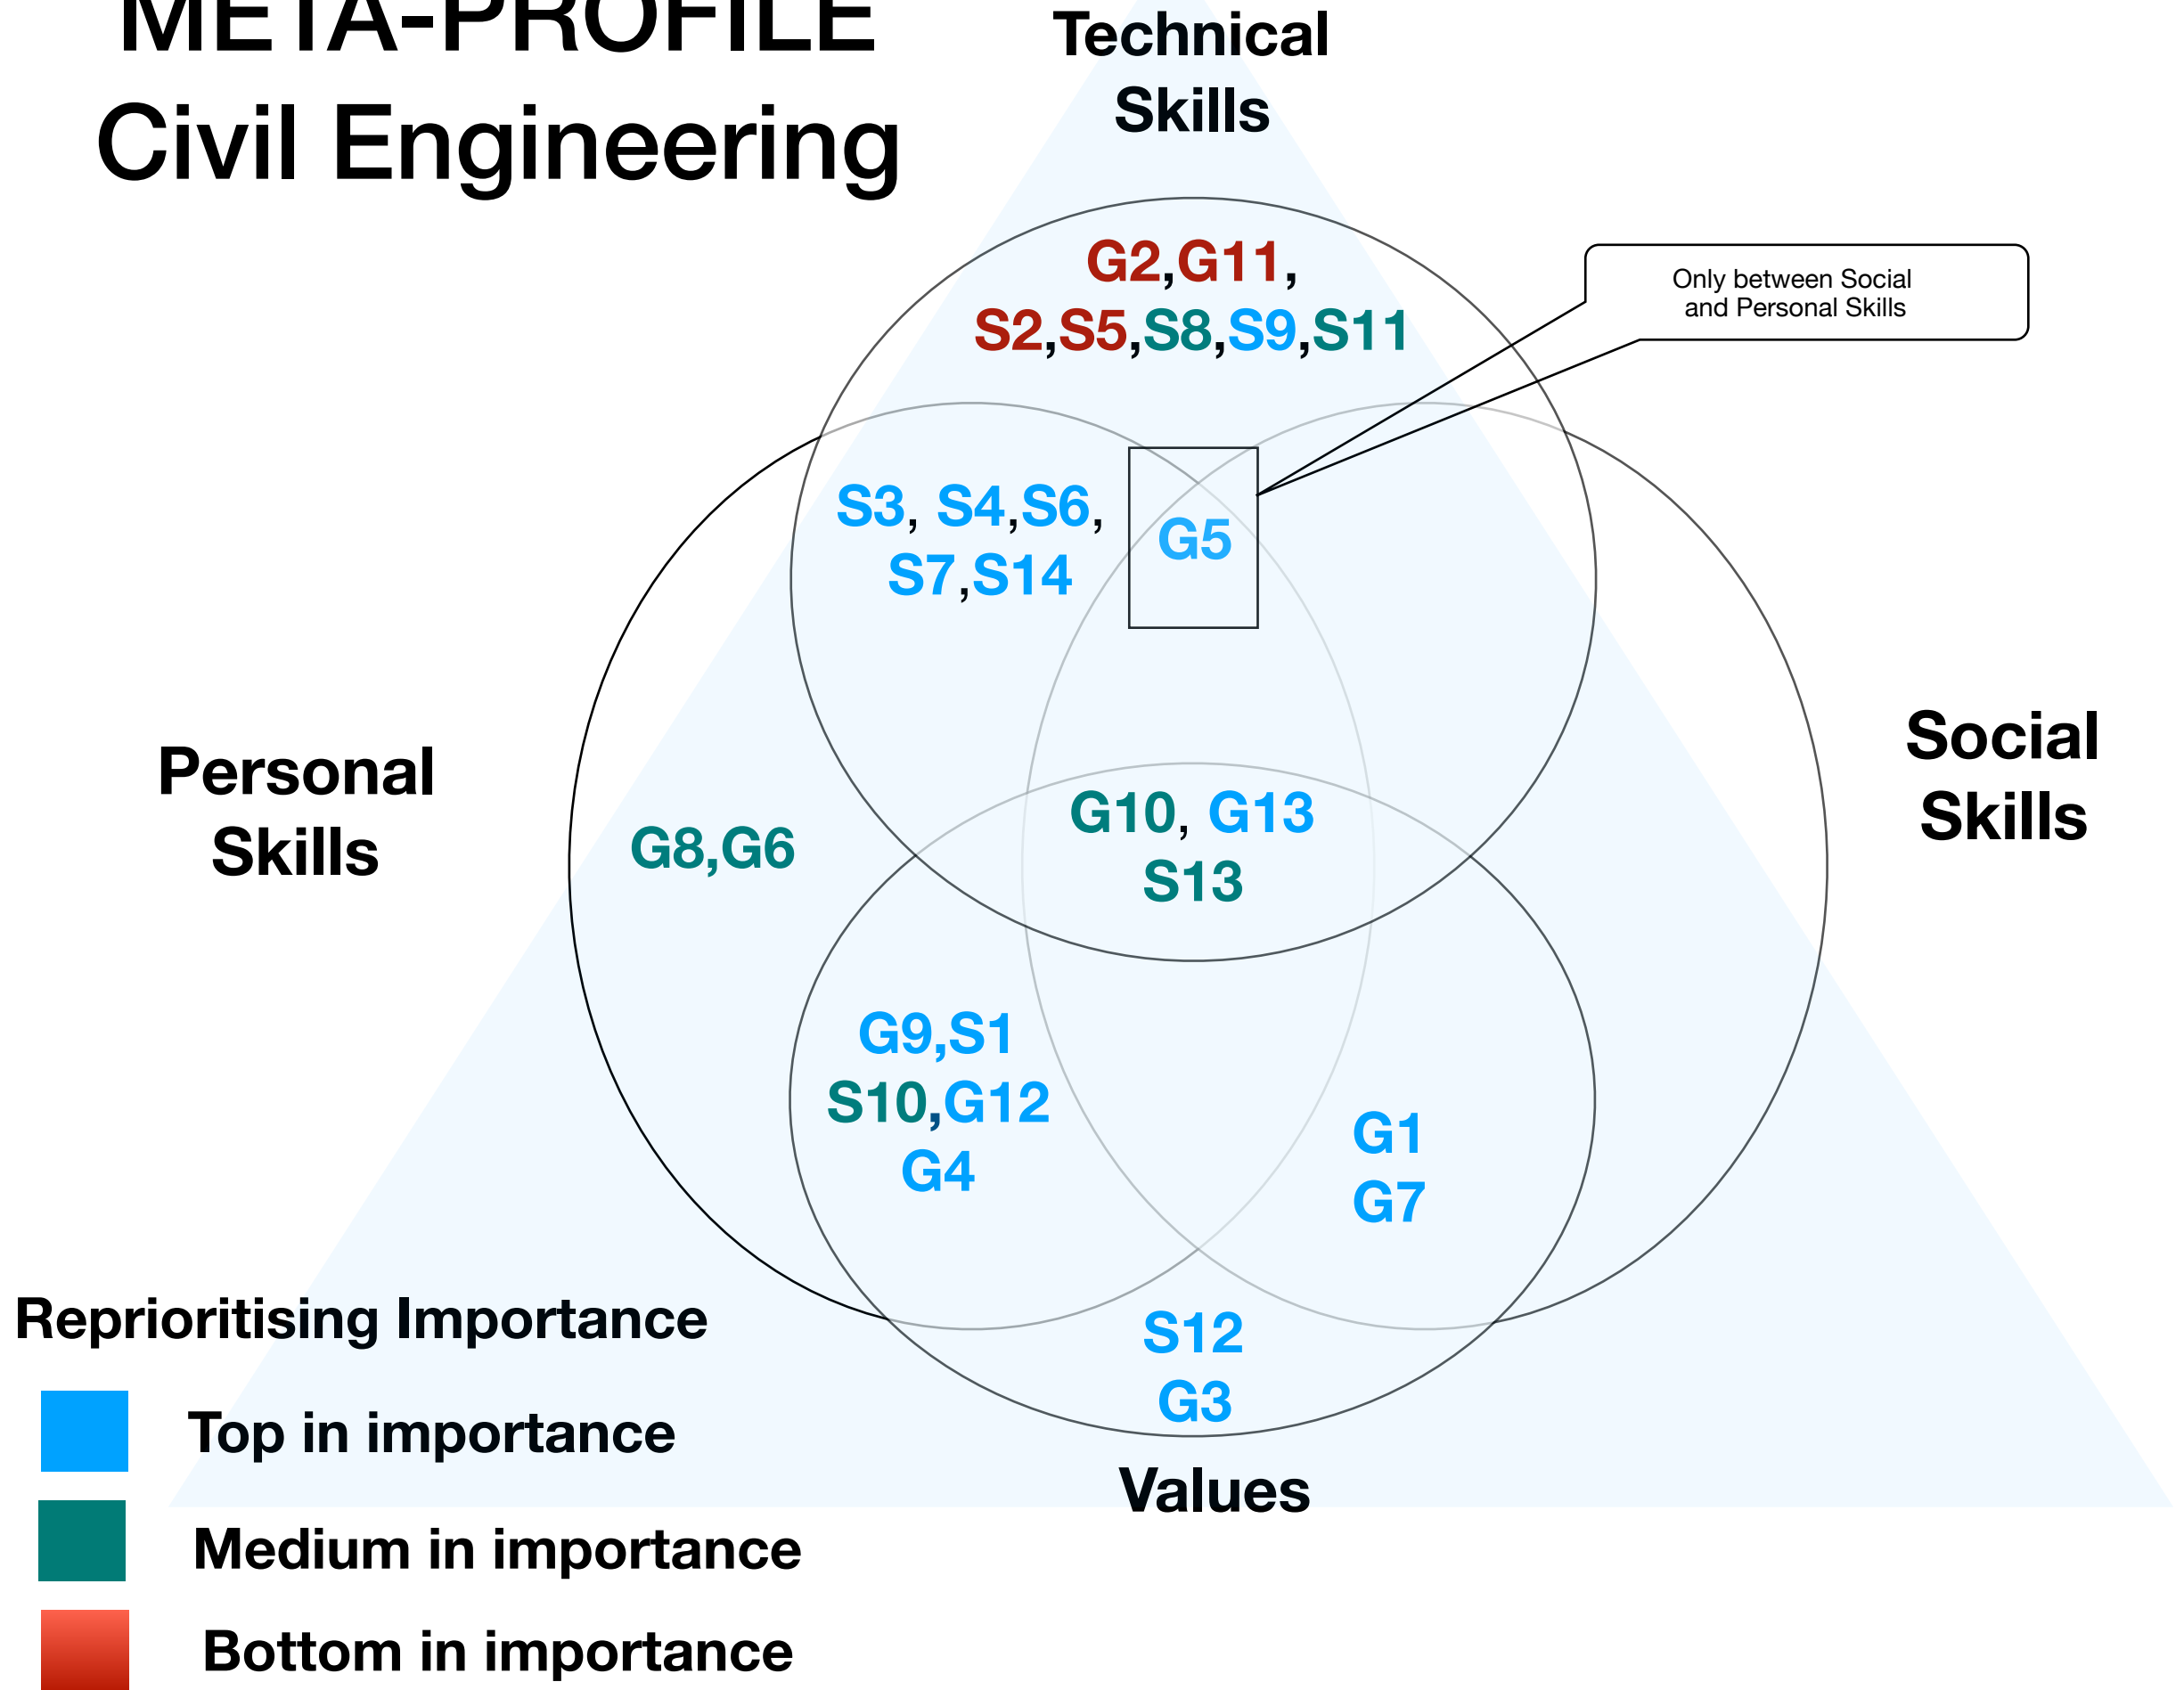 META-PROFILE
Civil Engineering
Technical
Skills
G2,G11,
S2,S5,S8,S9,S11
Only between Social
and Personal Skills
S3, S4,S6,
S7,S14
G5
Personal
Skills
Social
Skills
G8,G6
G10, G13
S13
G9,S1
S10,G12
G4
G1
G7
S12
G3
Values
Reprioritising Importance
Top in importance
Medium in importance
Bottom in importance